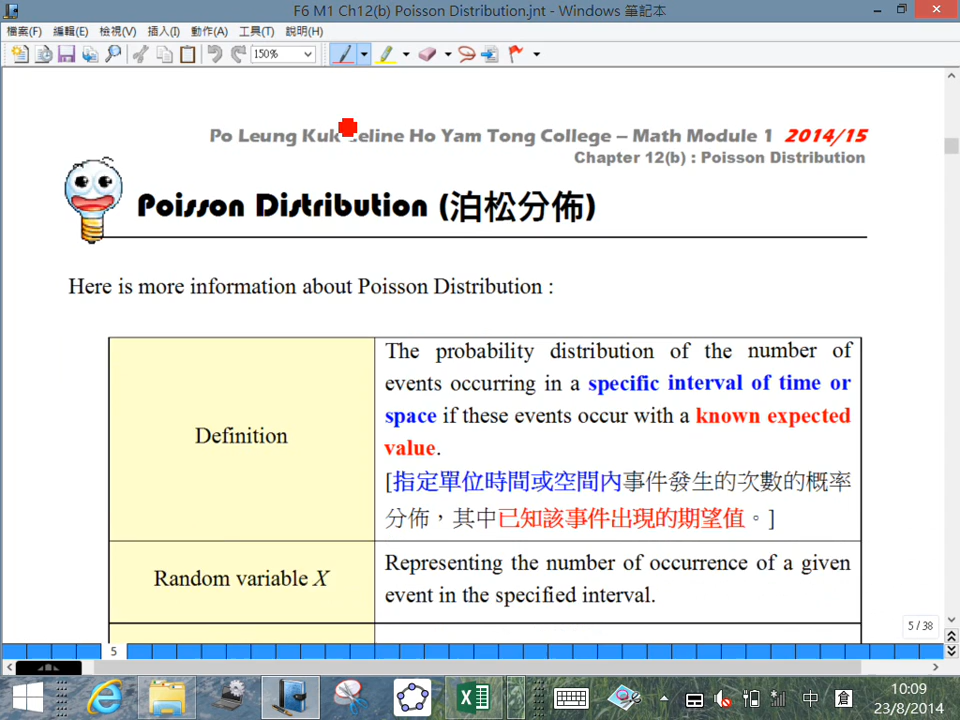 F6 M1 Ch12(b) Poisson Distribution.jnt - Windows 筆記本
檔案(F) 編輯(E) 檢視(V) 插入(I) 動作(A) 工具(T) 說明(H)
150%
Po Leung Kuk Celine Ho Yam Tong College – Math Module 1 2014/15
Chapter 12(b) : Poisson Distribution
Poisson Distribution (泊松分佈)
Here is more information about Poisson Distribution :
Definition
The probability distribution of the number of
events occurring in a specific interval of time or
space if these events occur with a known expected
value.
[指定單位時間或空間內事件發生的次數的概率
分佈，其中已知該事件出現的期望值。]
Random variable X
Representing the number of occurrence of a given
event in the specified interval.
5 / 38
5
中
倉
10:09
23/8/2014